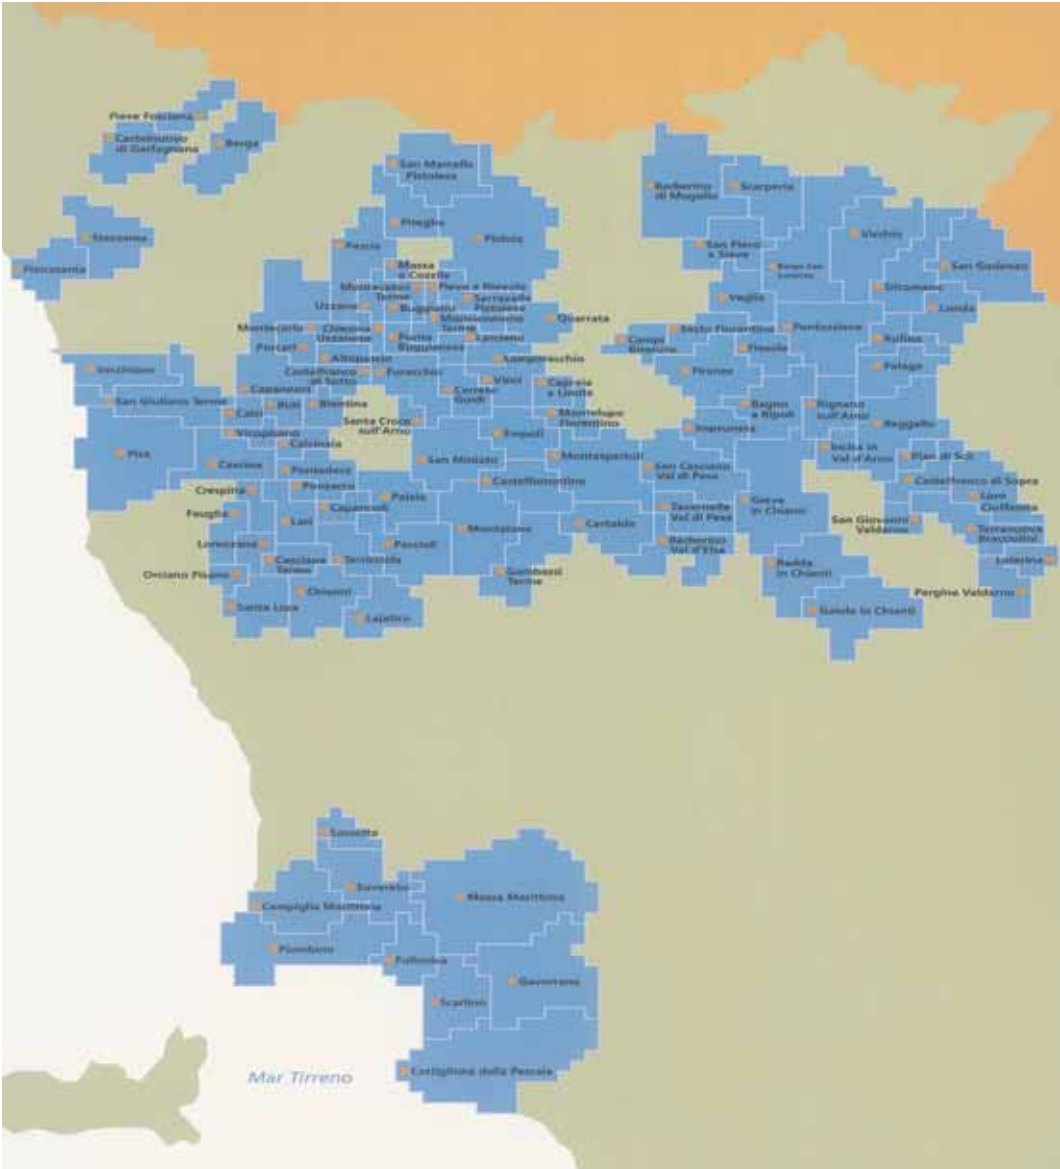 Pieve Fosciana
Castelnuovo
di Garfagnana
Barga
San Marcello
Pistoiese
Barberino
di Mugello
Scarperia
Stazzema
Pietrasanta
Piteglio
Pistoia
Pescia
Vicchio
San Piero
a Sieve
Borgo San
Lorenzo
San Godenzo
Massa
e Cozzile
Montecatini
Terme
Pieve a Nievole
Dicomano
Vaglia
Serravalle
Pistoiese
Londa
Uzzano
Buggiano
Monsummano
Terme
Quarrata
Montecarlo
Chiesina
Uzzanese
Ponte
Buggianese
Larciano
Sesto Fiorentino
Pontassieve
Campi
Bisenzio
Rufina
Porcari
Fiesole
Altopascio
Lamporecchio
Pelago
Castelfranco
di Sotto
Fucecchio
Firenze
Vinci
Capraia
e Limite
Capannori
Cerreto
Guidi
San Giuliano Terme
Calci
Buti
Bientina
Bagno
a Ripoli
Rignano
sull'Arno
Santa Croce
sull'Arno
Montelupo
Fiorentino
Reggello
Impruneta
Vicopisano
Empoli
Calcinaia
Pisa
Incisa in
Val d'Arno
Cascina
San Miniato
Montespertoli
Pian di Scò
Pontedera
San Casciano
Val di Pesa
Castelfiorentino
Castelfranco di Sopra
Crespina
Ponsacco
Palaia
Loro
Ciuffenna
Greve
in Chianti
Fauglia
Capannoli
Tavarnelle
Val di Pesa
San Giovanni
Valdarno
Lari
Montaione
Certaldo
Terranuova
Bracciolini
Lorenzana
Peccioli
Barberino
Val d'Elsa
Casciana
Terme
Terricciola
Laterina
Radda
in Chianti
Orciano Pisano
Gambassi
Terme
Chianni
Pergine Valdarno
Santa Luce
Lajatico
Gaiole in Chianti
Sassetta
Suvereto
Massa Marittima
Campiglia Marittima
Piombino
Follonica
Gavorrano
Scarlino
Castiglione della Pescaia
Mar Tirreno